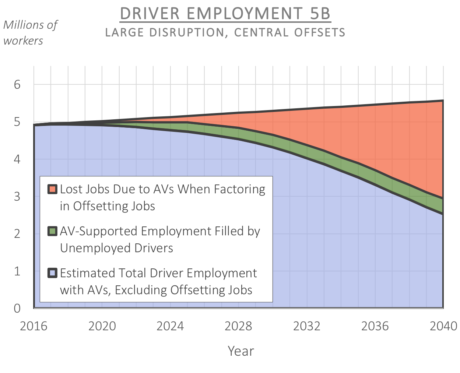 DRIVER EMPLOYMENT 5B
LARGE DISRUPTION, CENTRAL OFFSETS
Millions of
workers
6
5
4
3
2
1
0
Lost Jobs Due to AVs When Factoring
in Offsetting Jobs
AV-Supported Employment Filled by
Unemployed Drivers
Estimated Total Driver Employment
with AVs, Excluding Offsetting Jobs
2016 2020 2024 2028 2032 2036 2040
Year